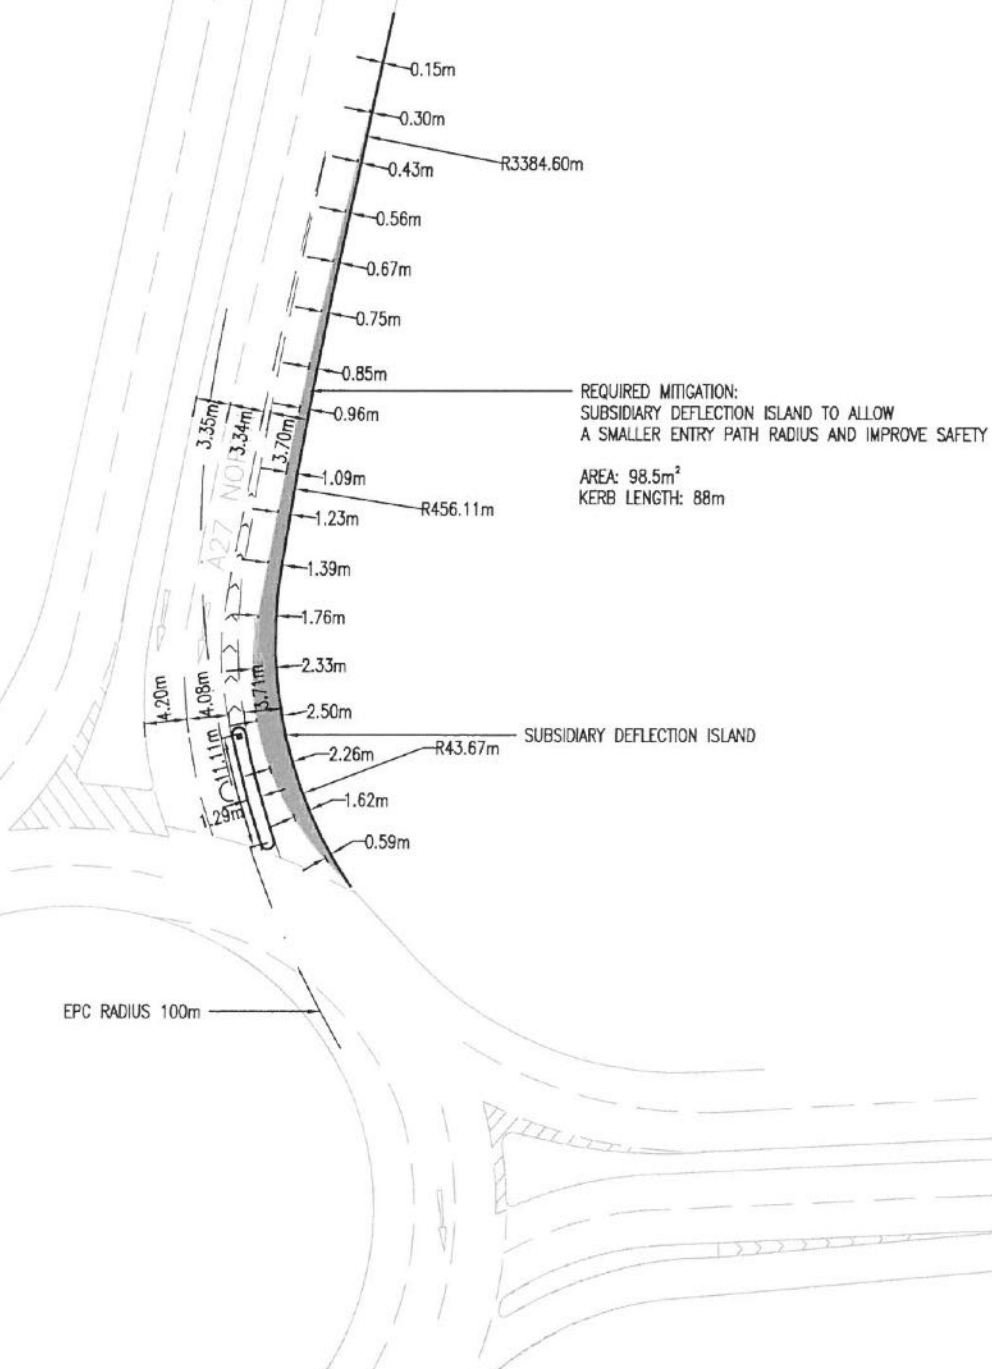 0.15m
0.30m
R3384.60m
0.43m
0.56m
0.67m
0.75m
0.85m
REQUIRED MITIGATION:
SUBSIDIARY DEFLECTION ISLAND TO ALLOW
A SMALLER ENTRY PATH RADIUS AND IMPROVE SAFETY
AREA: 98.5m²
KERB LENGTH: 88m
0.96m
3.35m
3.34m
3.70m
A27 NOR
1.09m
R456.11m
1.23m
1.39m
1.76m
2.33m
4.20m
4.08m
3.71m
2.50m
SUBSIDIARY DEFLECTION ISLAND
R43.67m
2.26m
11.11m
1.62m
1.29m
0.59m
EPC RADIUS 100m